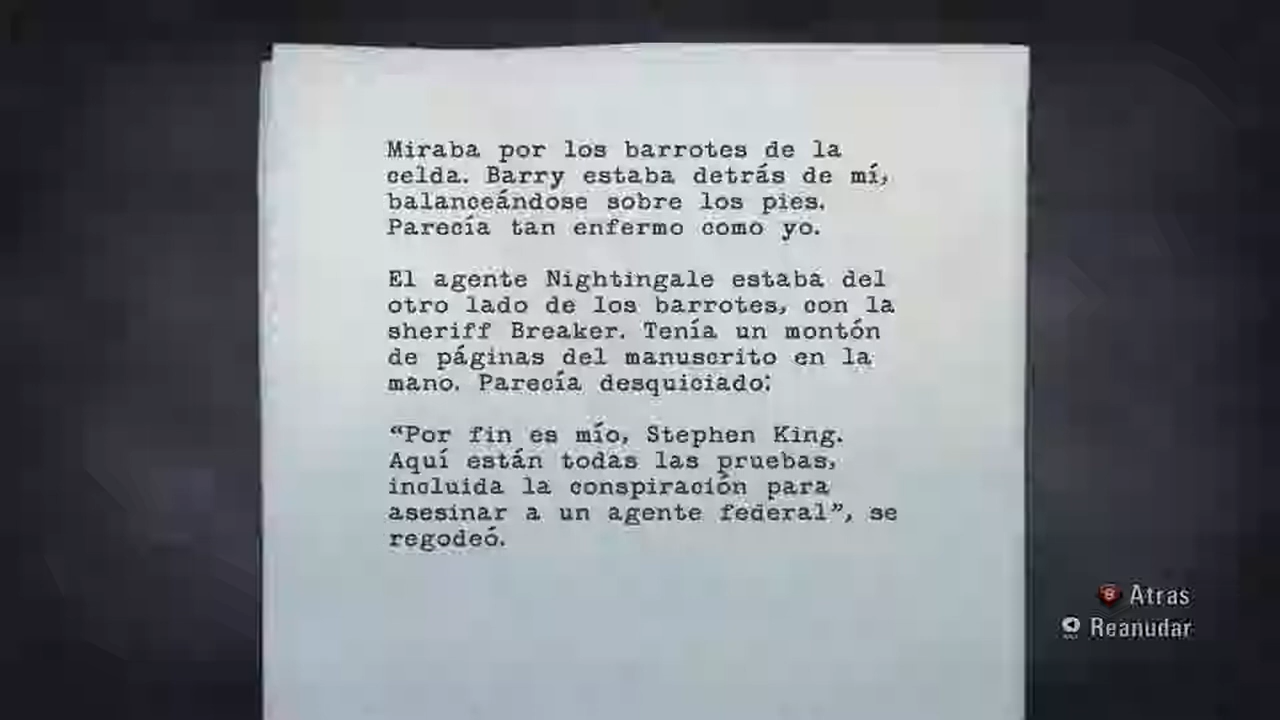 Miraba por los barrotes de la
celda. Barry estaba detrás de mí,
balanceándose sobre los pies.
Parecía tan enfermo como yo.
El agente Nightingale estaba del
otro lado de los barrotes, con la
sheriff Breaker. Tenía un montón
de páginas del manuscrito en la
mano. Parecía desquiciado:
“Por fin es mío, Stephen King.
Aquí están todas las pruebas,
incluida la conspiración para
asesinar a un agente federal”, se
regodeó.
B Atras
Reanudar